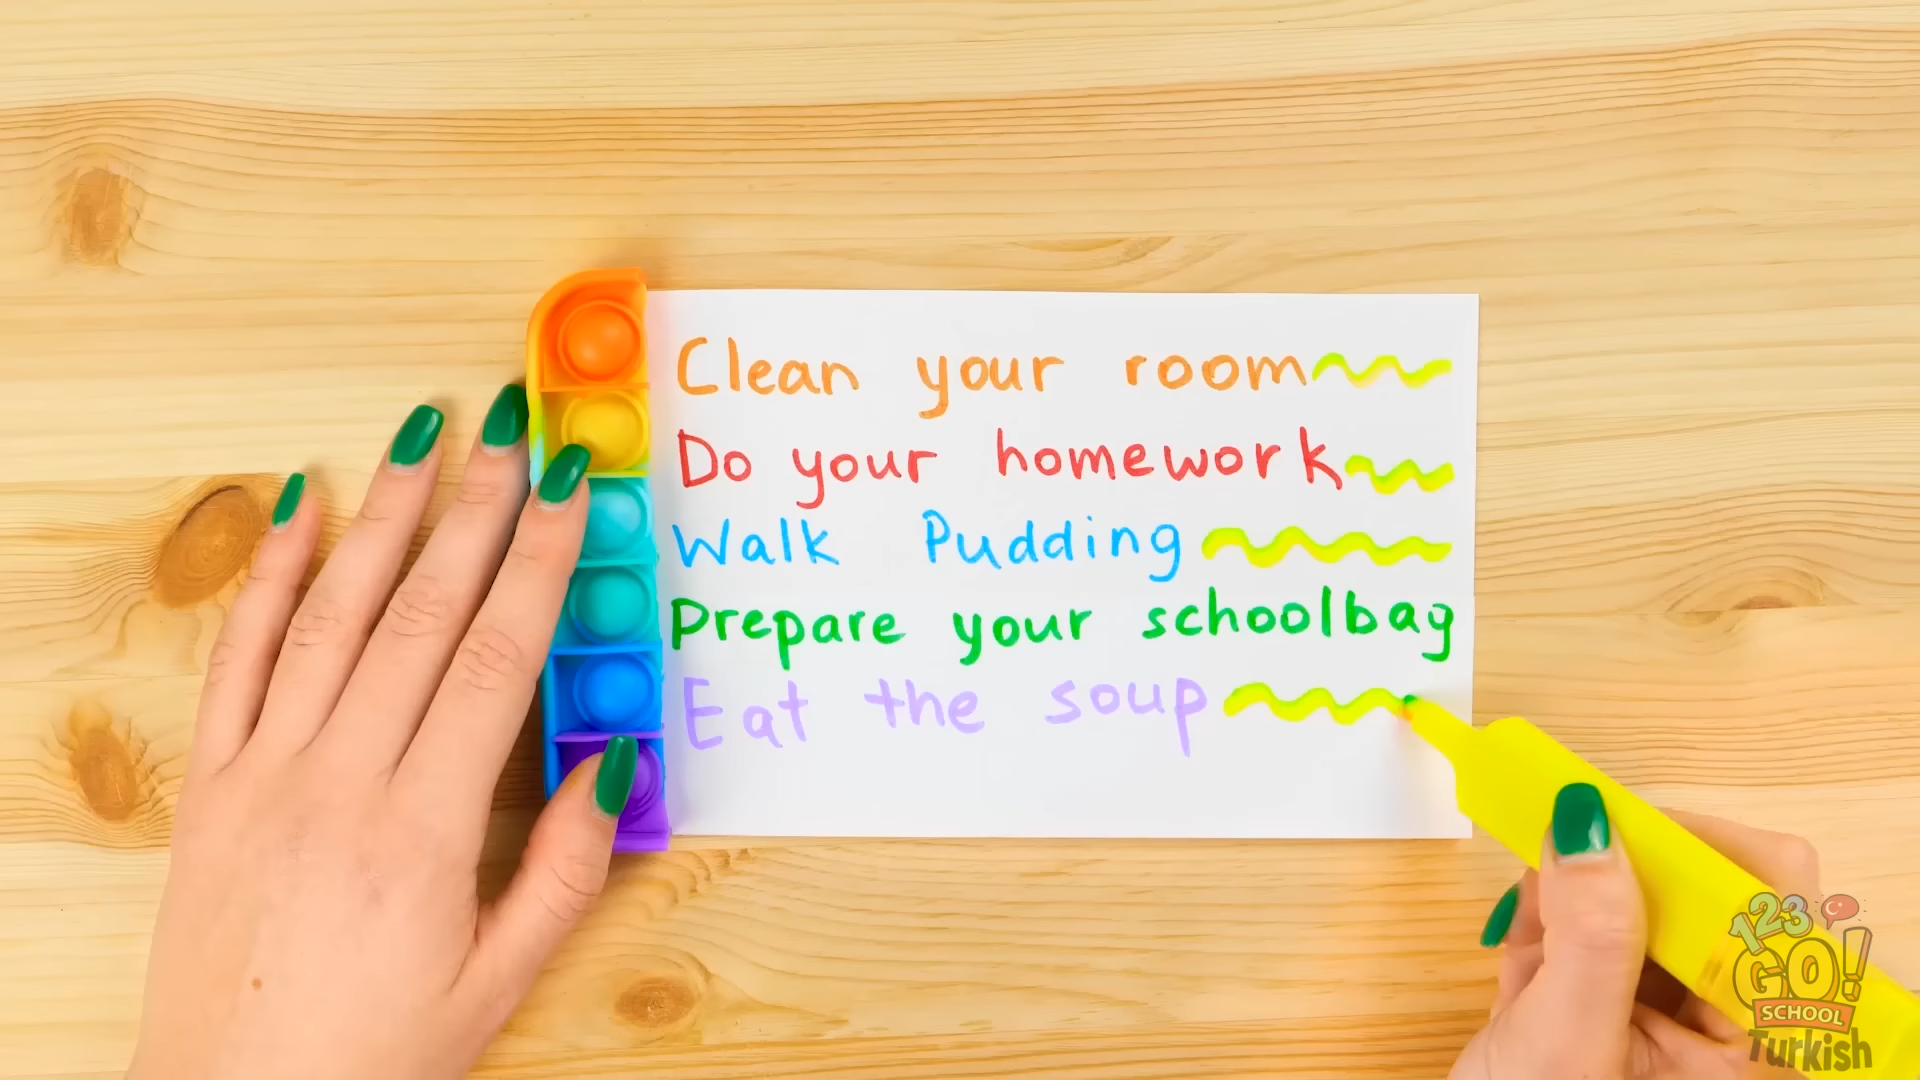 Clean your room
Do your homework
Walk Pudding
Prepare your schoolbag
Eat the soup
123
GO!
SCHOOL
Turkish